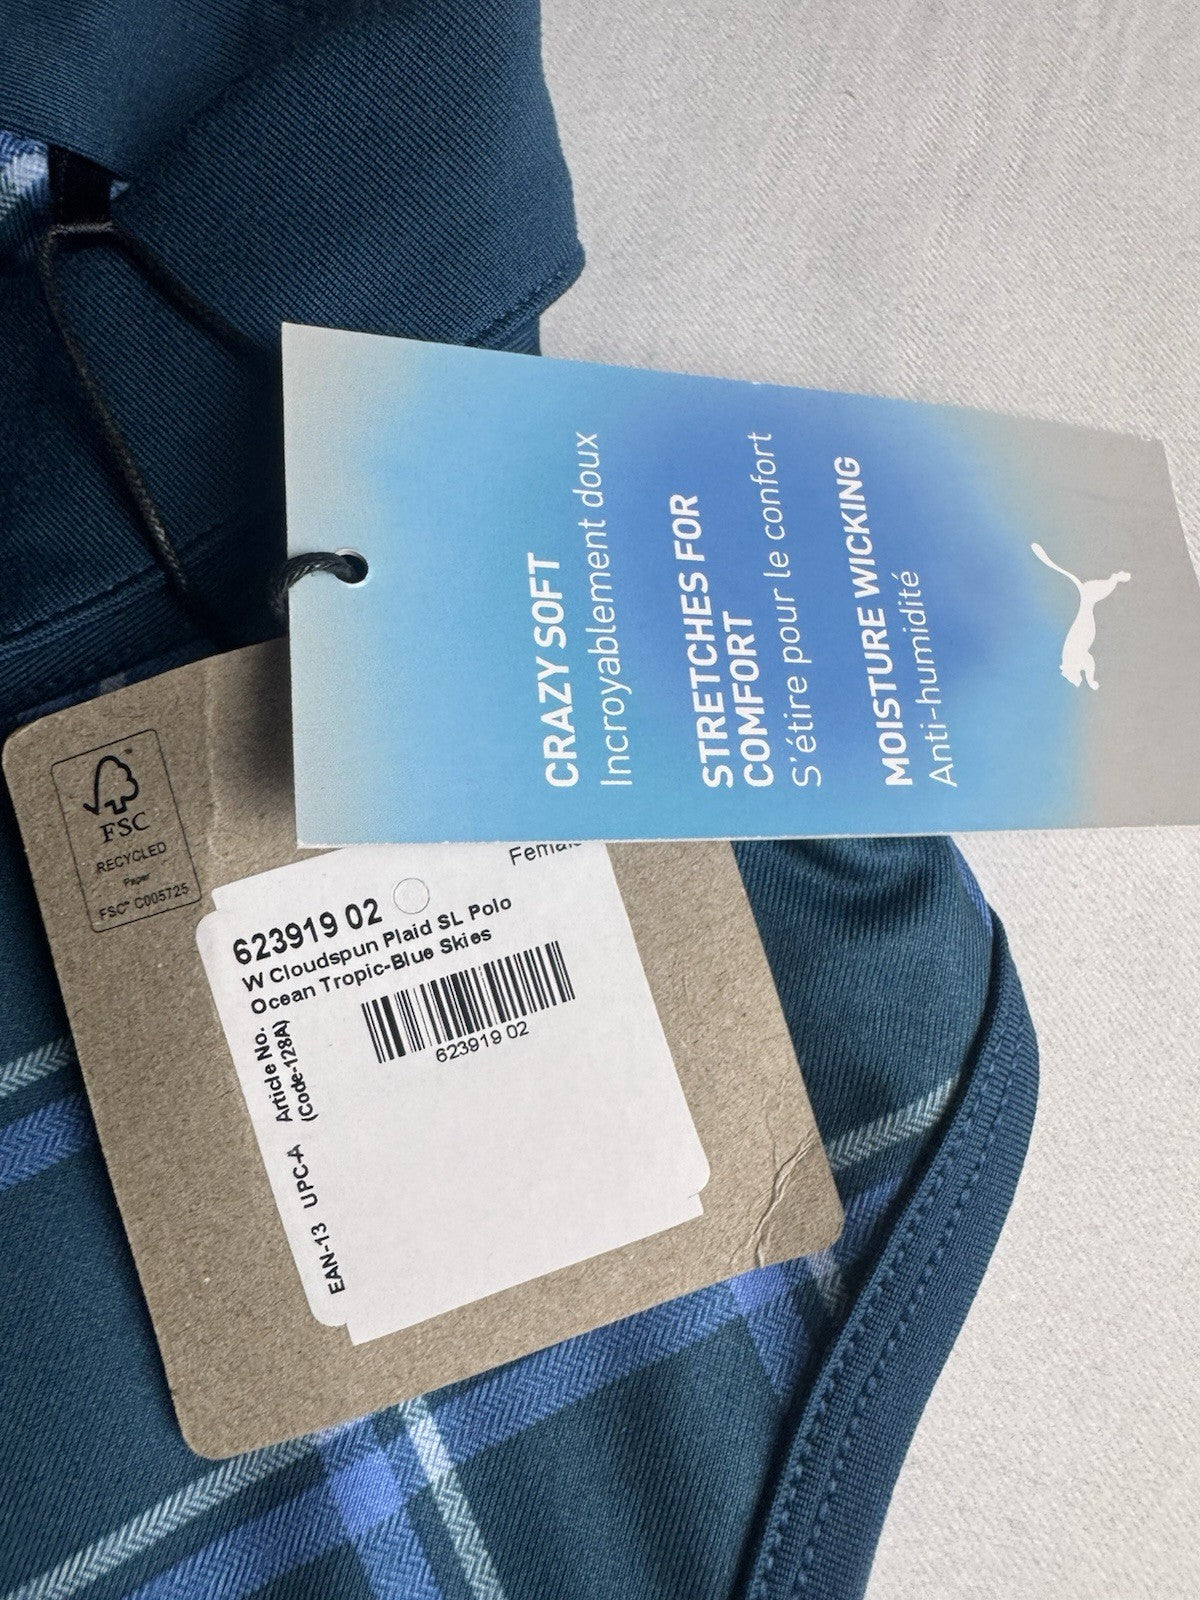 CRAZY SOFT
Incroyablement doux
STRETCHES FOR
COMFORT
S'étire pour le confort
MOISTURE WICKING
Anti-humidité
FSC
RECYCLED
Paper
FSC® C005725
623919 02
W Cloudspun Plaid SL Polo
Ocean Tropic-Blue Skies
Article No.
(Code-128A)
623919 02
UPC-A
EAN-13